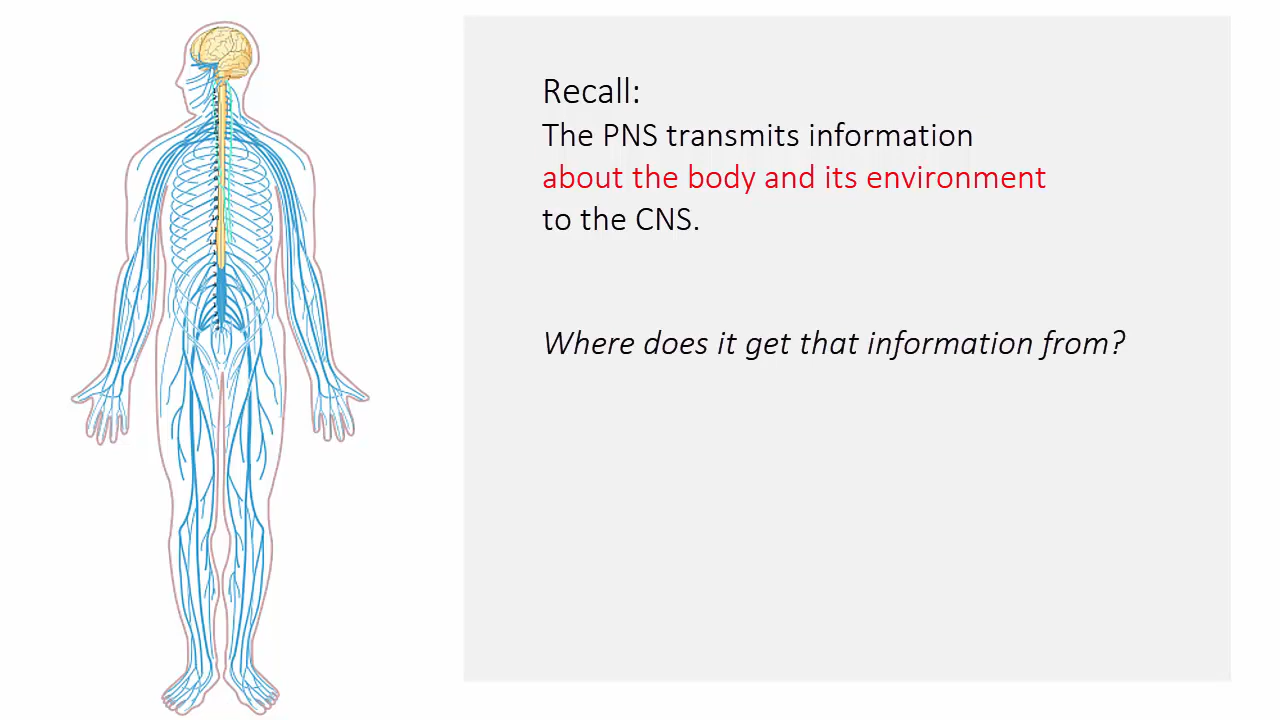 Recall:
The PNS transmits information
about the body and its environment
to the CNS.
Where does it get that information from?